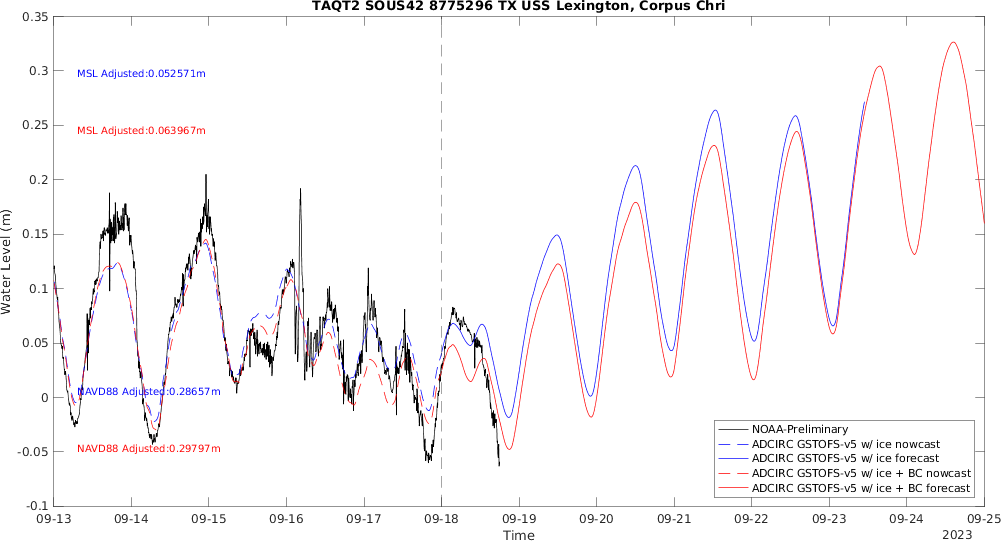 TAQT2 SOUS42 8775296 TX USS Lexington, Corpus Chri
0.35
0.3
0.25
0.2
0.15
0.1
0.05
0
-0.05
-0.1
Water Level (m)
MSL Adjusted:0.052571m
MSL Adjusted:0.063967m
NAVD88 Adjusted:0.28657m
NAVD88 Adjusted:0.29797m
NOAA-Preliminary
ADCIRC GSTOFS-v5 w/ ice nowcast
ADCIRC GSTOFS-v5 w/ ice forecast
ADCIRC GSTOFS-v5 w/ ice + BC nowcast
ADCIRC GSTOFS-v5 w/ ice + BC forecast
09-13 09-14 09-15 09-16 09-17 09-18 09-19 09-20 09-21 09-22 09-23 09-24 09-25
Time
2023